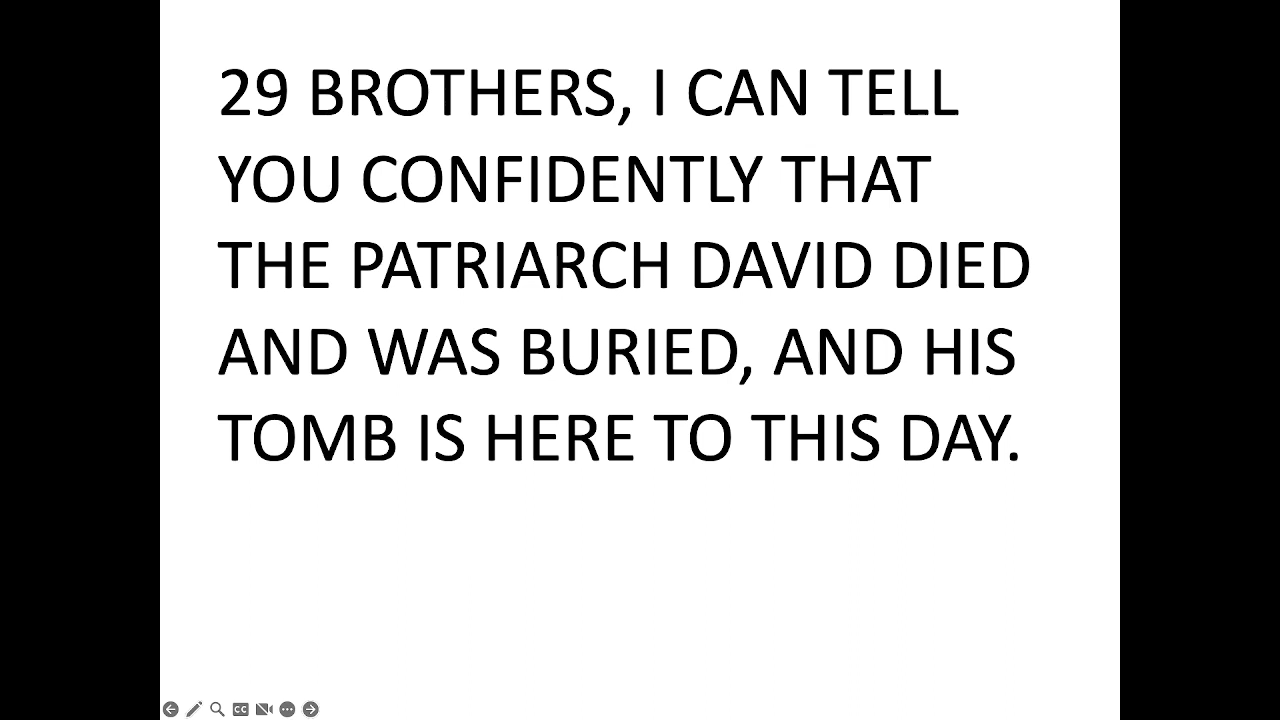 29 BROTHERS, I CAN TELL
YOU CONFIDENTLY THAT
THE PATRIARCH DAVID DIED
AND WAS BURIED, AND HIS
TOMB IS HERE TO THIS DAY.
CC